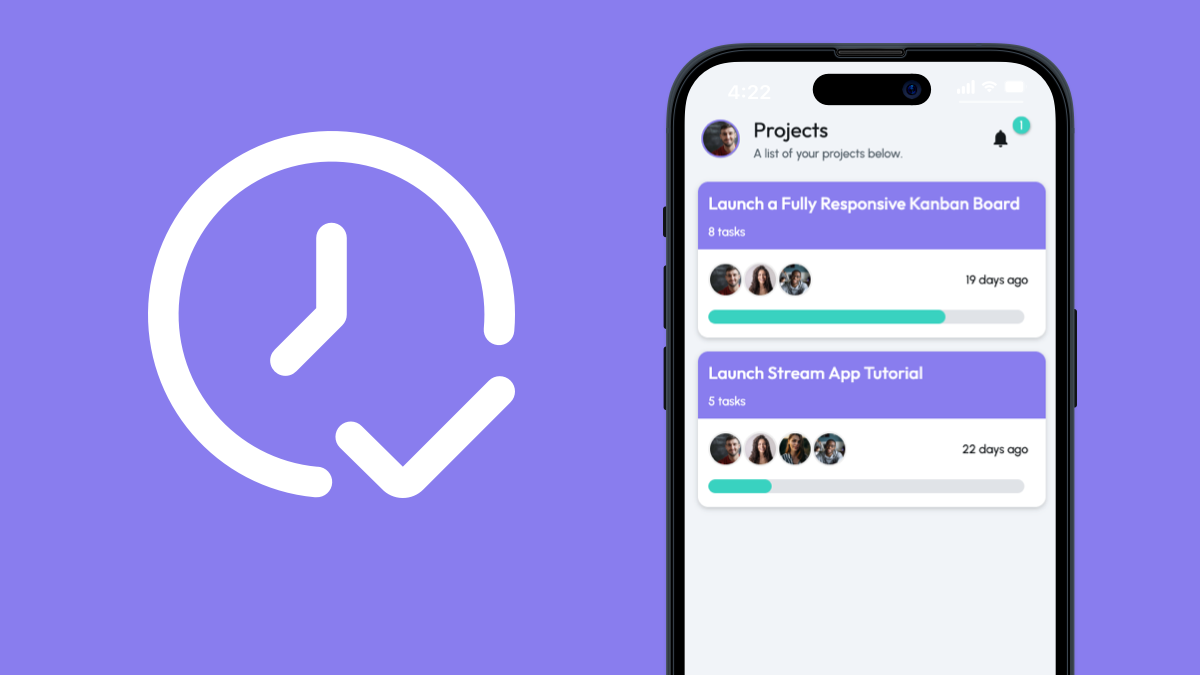 4:22
Projects
1
A list of your projects below.
Launch a Fully Responsive Kanban Board
8 tasks
19 days ago
Launch Stream App Tutorial
5 tasks
22 days ago